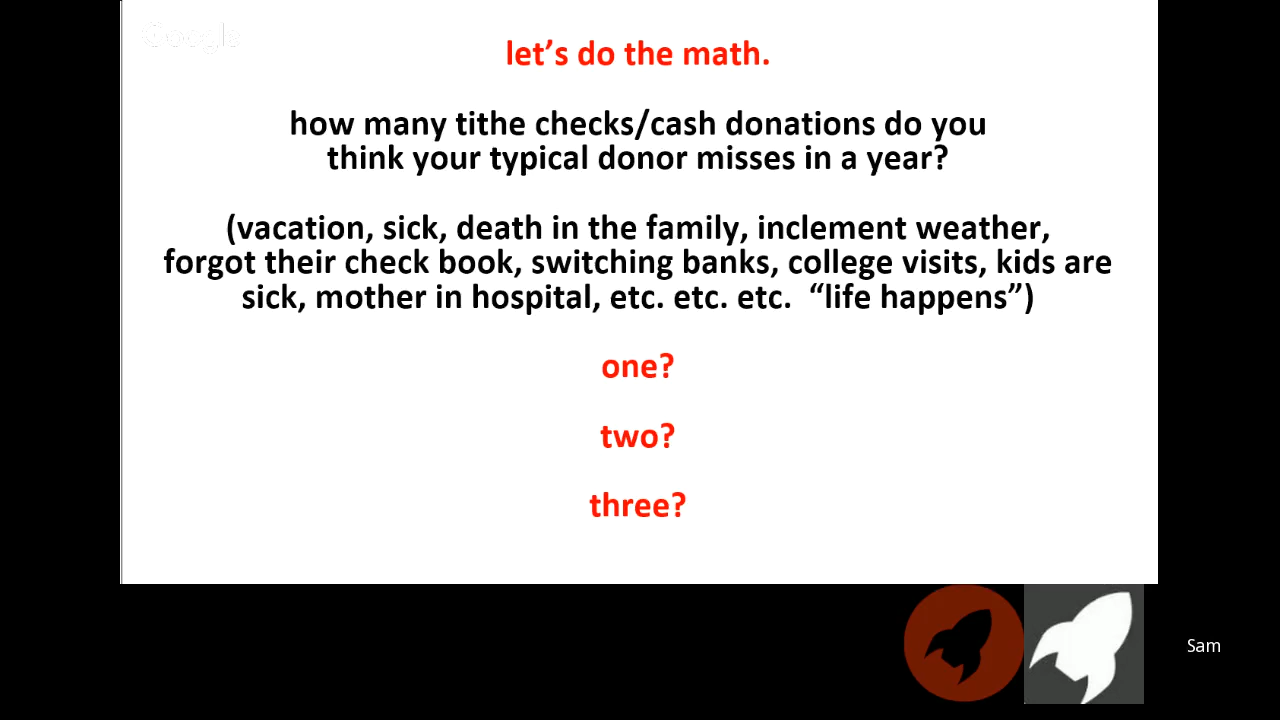 Google
let’s do the math.
how many tithe checks/cash donations do you
think your typical donor misses in a year?
(vacation, sick, death in the family, inclement weather,
forgot their check book, switching banks, college visits, kids are
sick, mother in hospital, etc. etc. etc.  “life happens”)
one?
two?
three?
Sam